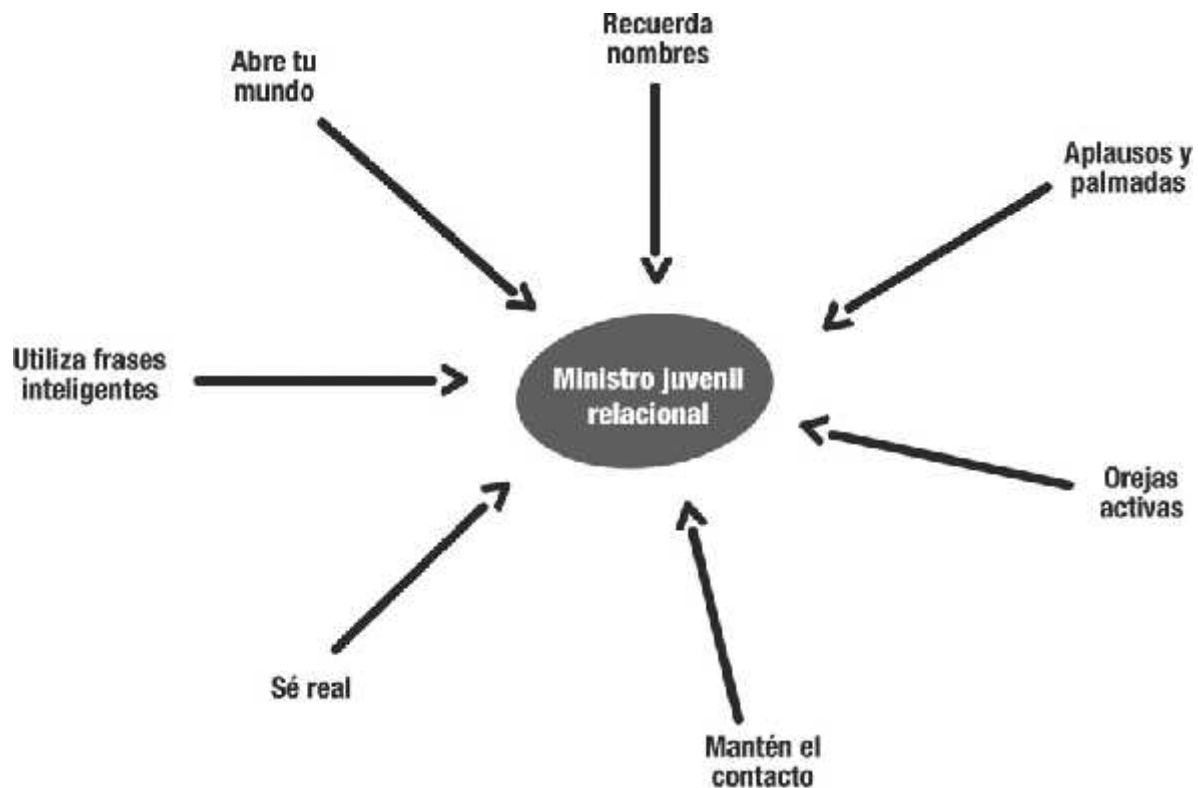 Recuerda
nombres
Abre tu
mundo
Aplausos y
palmadas
Utiliza frases
inteligentes
Ministro juvenil
relacional
Orejas
activas
Sé real
Mantén el
contacto